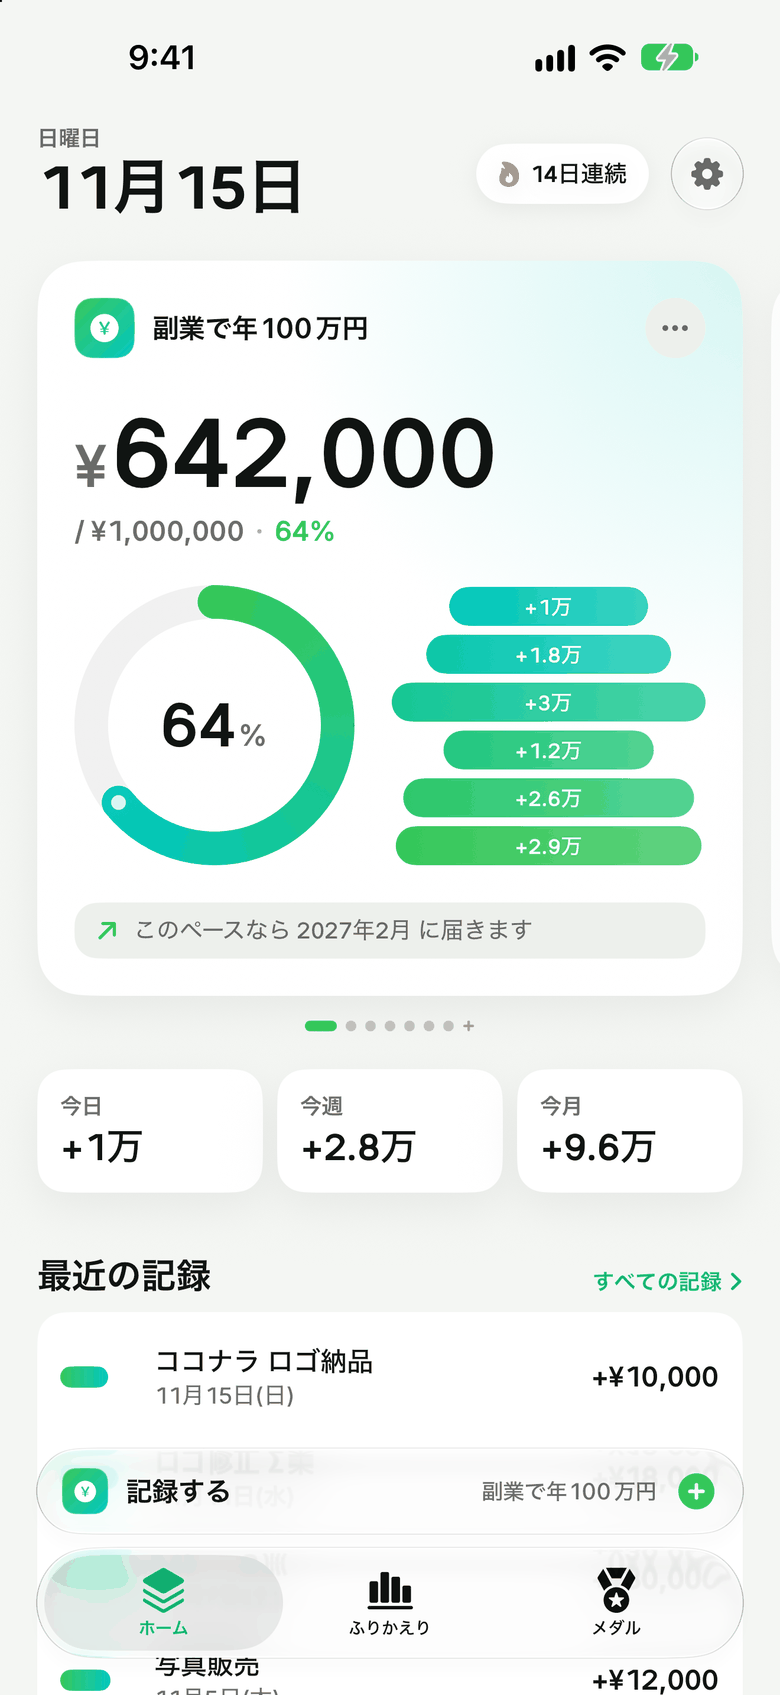 9:41
日曜日
11月15日
14日連続
¥ 副業で年100万円
¥642,000
/ ¥1,000,000 · 64%
64%
+1万
+1.8万
+3万
+1.2万
+2.6万
+2.9万
このペースなら 2027年2月 に届きます
+
今日
+1万
今週
+2.8万
今月
+9.6万
最近の記録
すべての記録
ココナラ ロゴ納品
11月15日(日)
+¥10,000
¥ 記録する 副業で年100万円
ホーム
ふりかえり
メダル
写真販売
11月5日(木)
+¥12,000